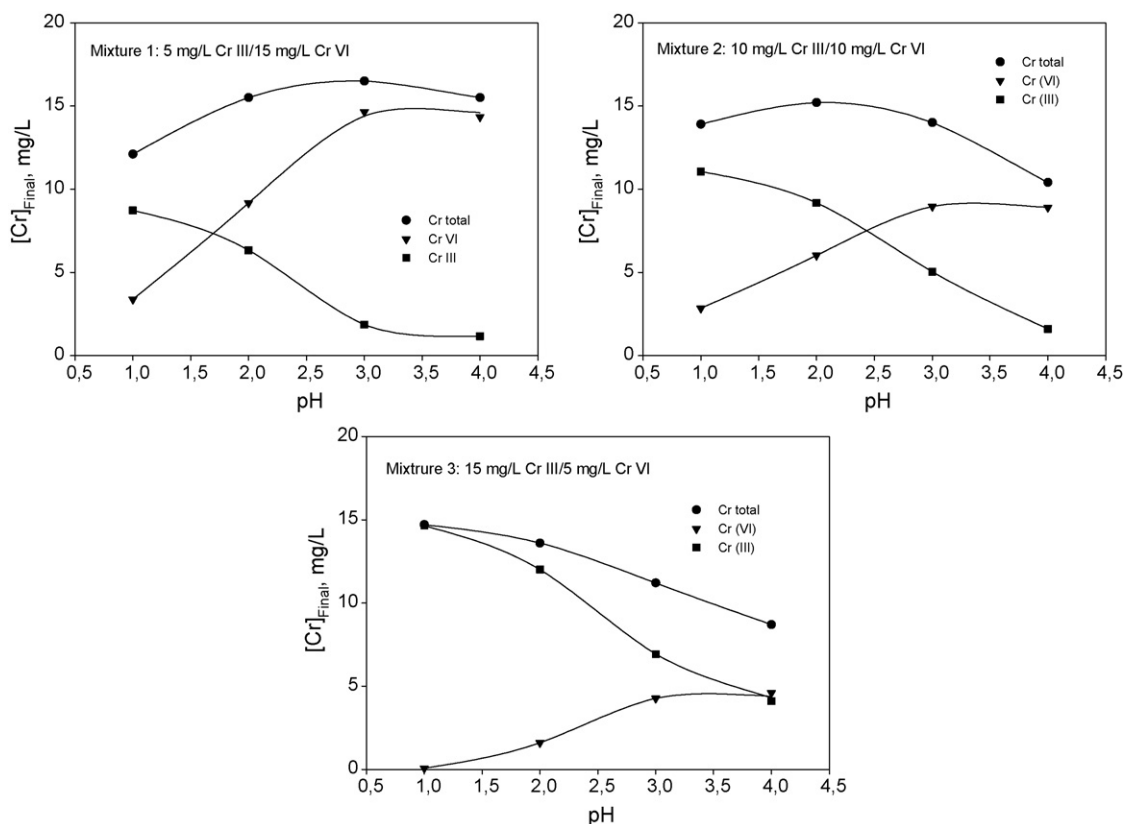 20
15
10
5
0
[Cr]Final, mg/L
Mixture 1: 5 mg/L Cr III/15 mg/L Cr VI
Cr total
Cr VI
Cr III
0,5 1,0 1,5 2,0 2,5 3,0 3,5 4,0 4,5
pH
20
15
10
5
0
[Cr]Final, mg/L
Mixture 2: 10 mg/L Cr III/10 mg/L Cr VI
Cr total
Cr (VI)
Cr (III)
0,5 1,0 1,5 2,0 2,5 3,0 3,5 4,0 4,5
pH
20
15
10
5
0
[Cr]Final, mg/L
Mixtrure 3: 15 mg/L Cr III/5 mg/L Cr VI
Cr total
Cr (VI)
Cr (III)
0,5 1,0 1,5 2,0 2,5 3,0 3,5 4,0 4,5
pH